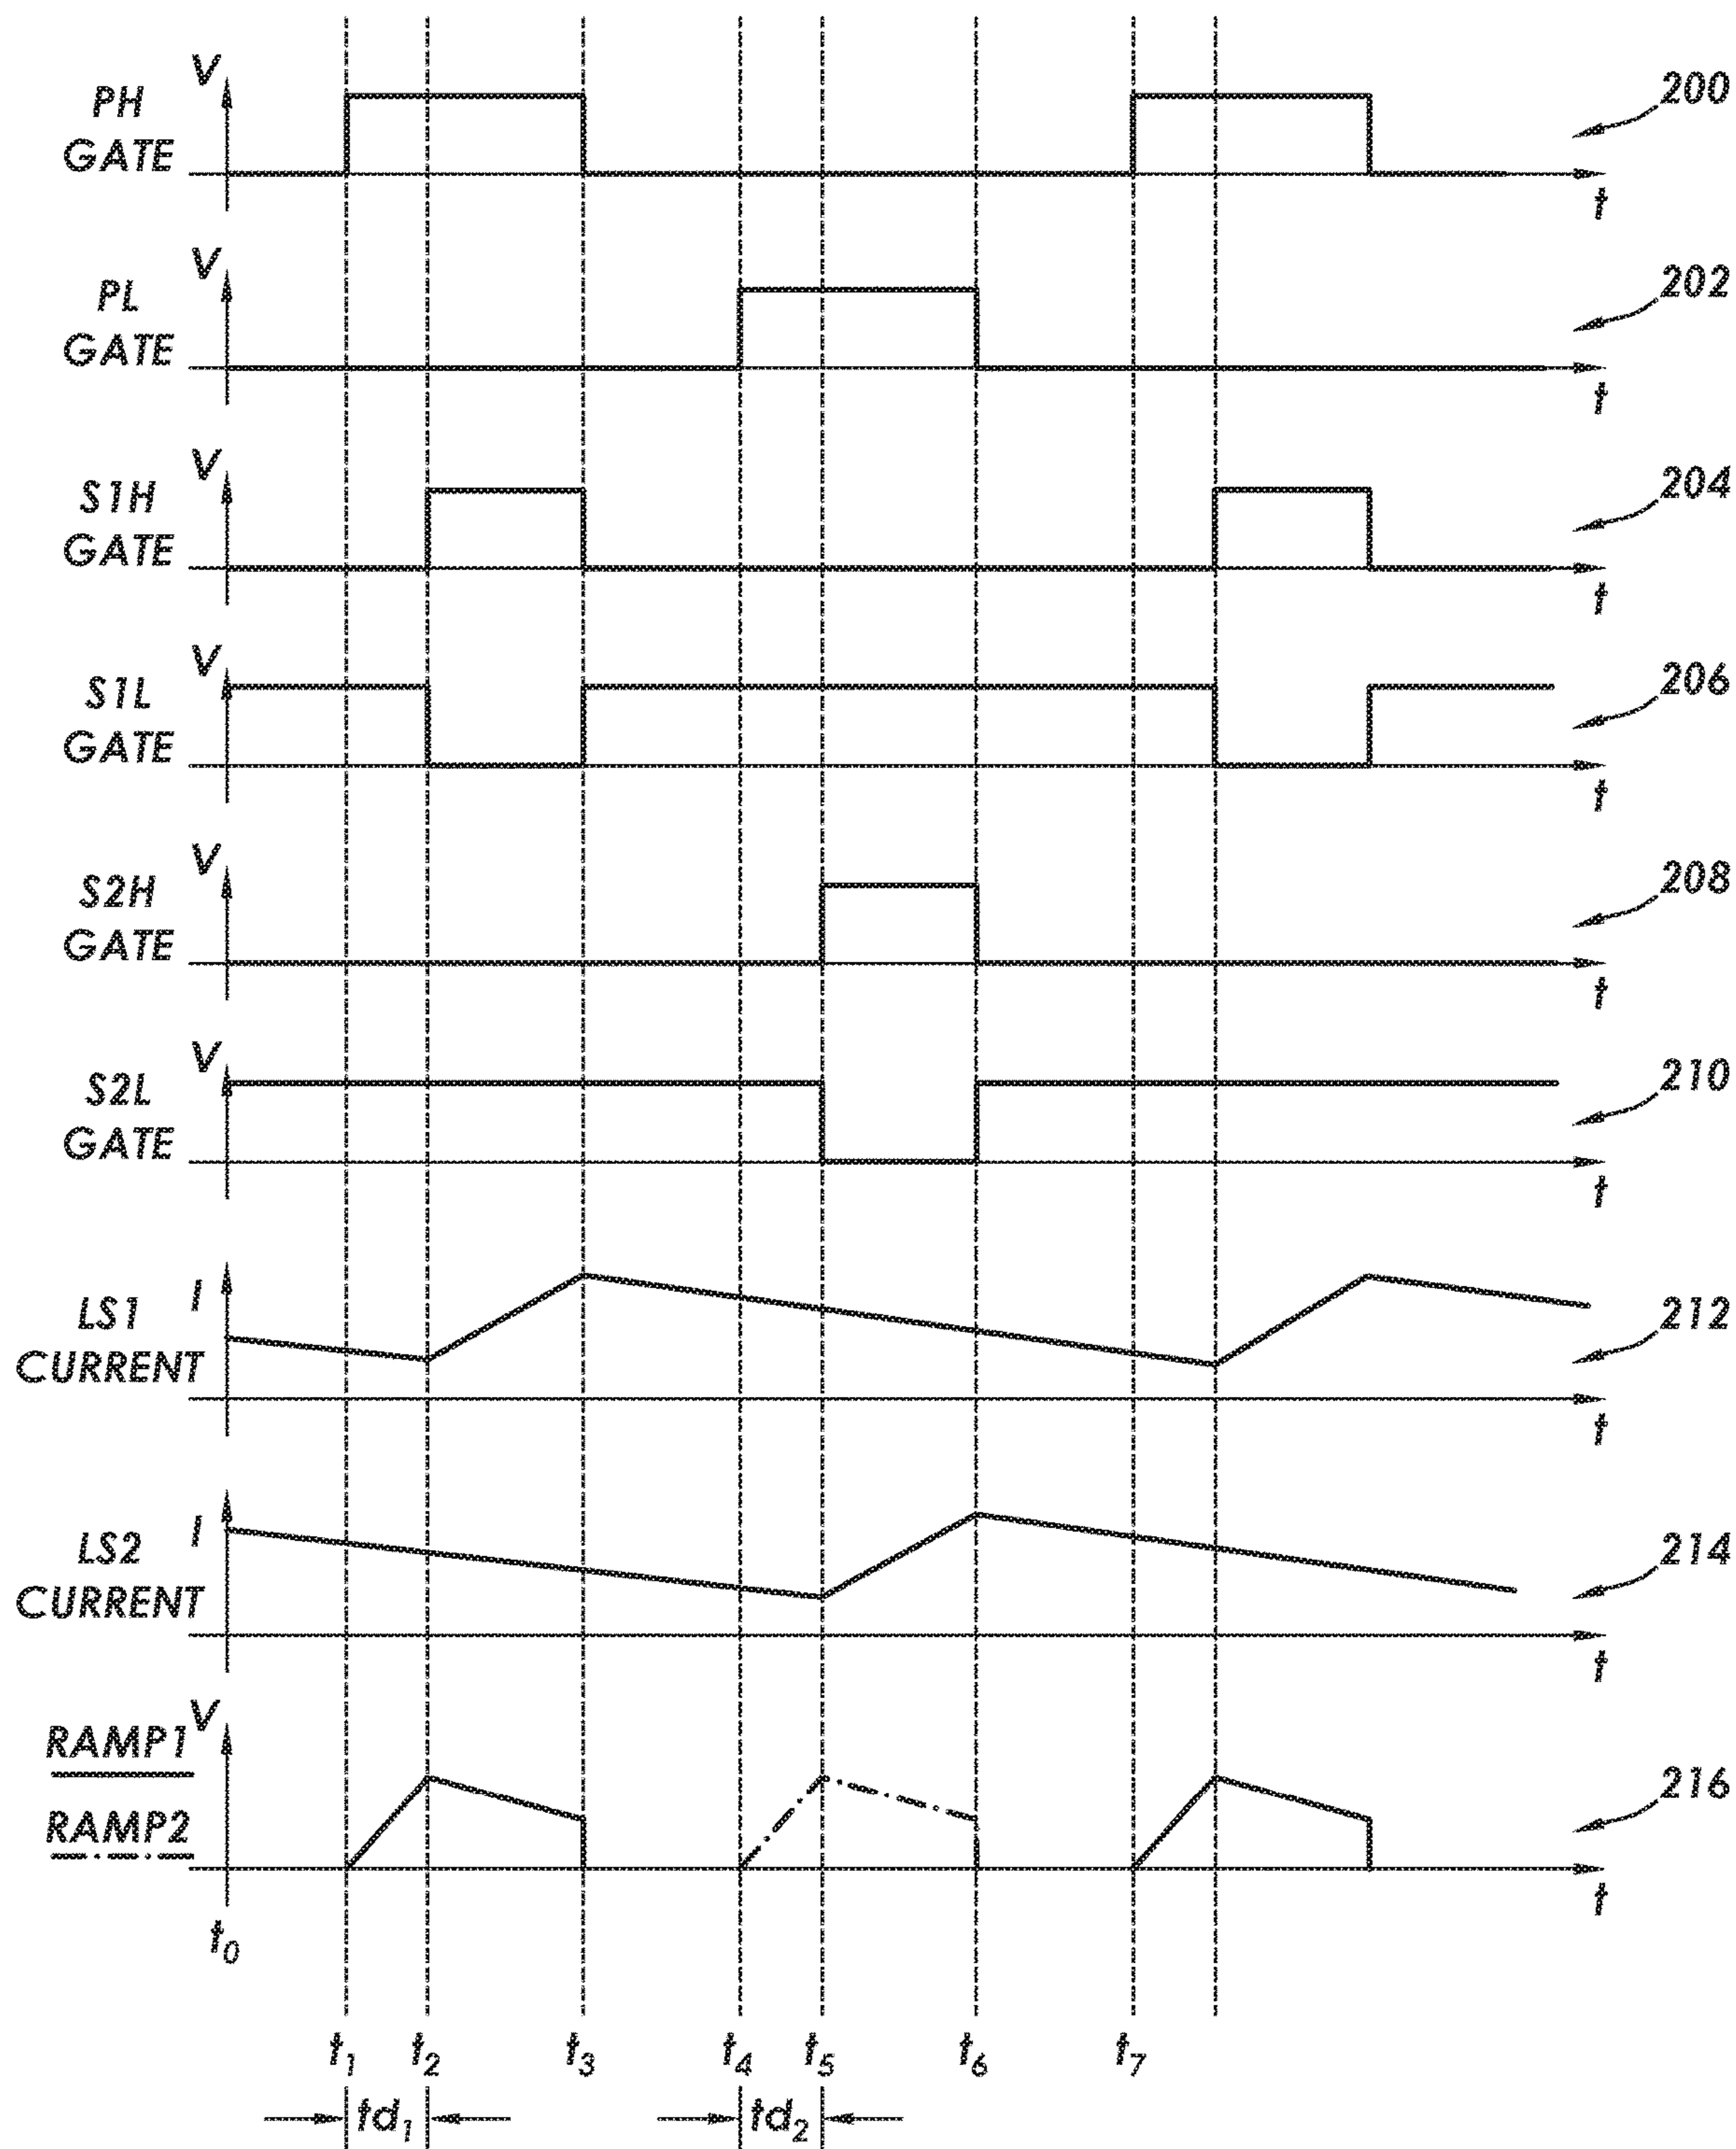 V
PH
GATE
200
t
V
PL
GATE
202
t
V
S1H
GATE
204
t
V
S1L
GATE
206
t
V
S2H
GATE
208
t
V
S2L
GATE
210
t
I
LS1
CURRENT
212
t
I
LS2
CURRENT
214
t
V
RAMP1
RAMP2
216
t
t0
t1 t2 t3 t4 t5 t6 t7
td1 td2